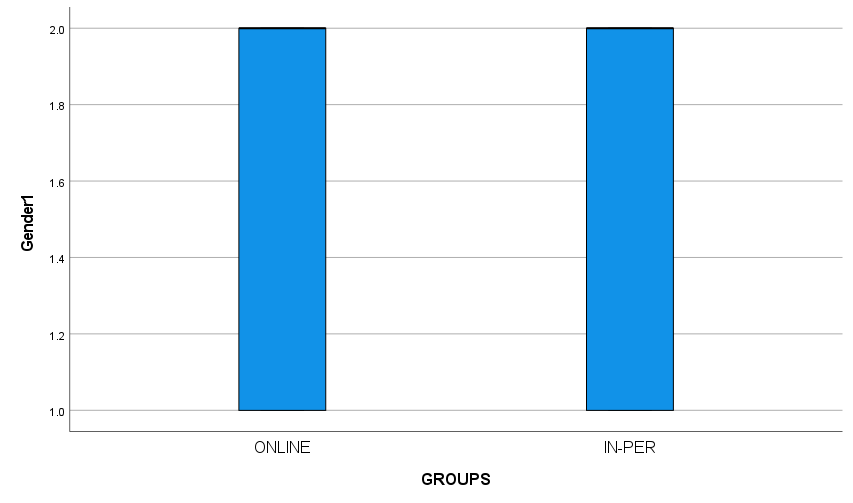 2.0
1.8
1.6
1.4
1.2
1.0
Gender1
ONLINE IN-PER
GROUPS